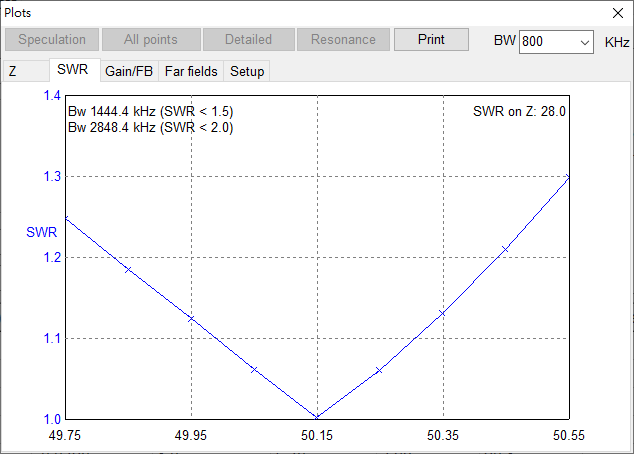 Plots
Speculation All points Detailed Resonance Print BW 800 KHz
Z SWR Gain/FB Far fields Setup
1.4
Bw 1444.4 kHz (SWR < 1.5) SWR on Z: 28.0
Bw 2848.4 kHz (SWR < 2.0)
1.3
SWR
1.2
1.1
1.0
49.75 49.95 50.15 50.35 50.55